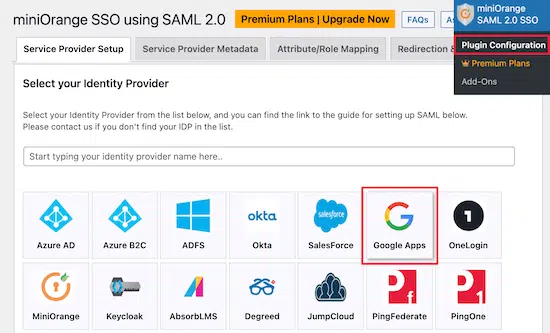 miniOrange SSO using SAML 2.0
Premium Plans | Upgrade Now
FAQs
miniOrange
SAML 2.0 SSO
Plugin Configuration
Premium Plans
Add-Ons
Service Provider Setup
Service Provider Metadata
Attribute/Role Mapping
Redirection &
Select your Identity Provider
Select your Identity Provider from the list below, and you can find the link to the guide for setting up SAML below.
Please contact us if you don't find your IDP in the list.
Start typing your identity provider name here..
okta
salesforce
1
Azure AD
Azure B2C
ADFS
Okta
SalesForce
Google Apps
OneLogin
f
1
MiniOrange
Keycloak
AbsorbLMS
Degreed
JumpCloud
PingFederate
PingOne